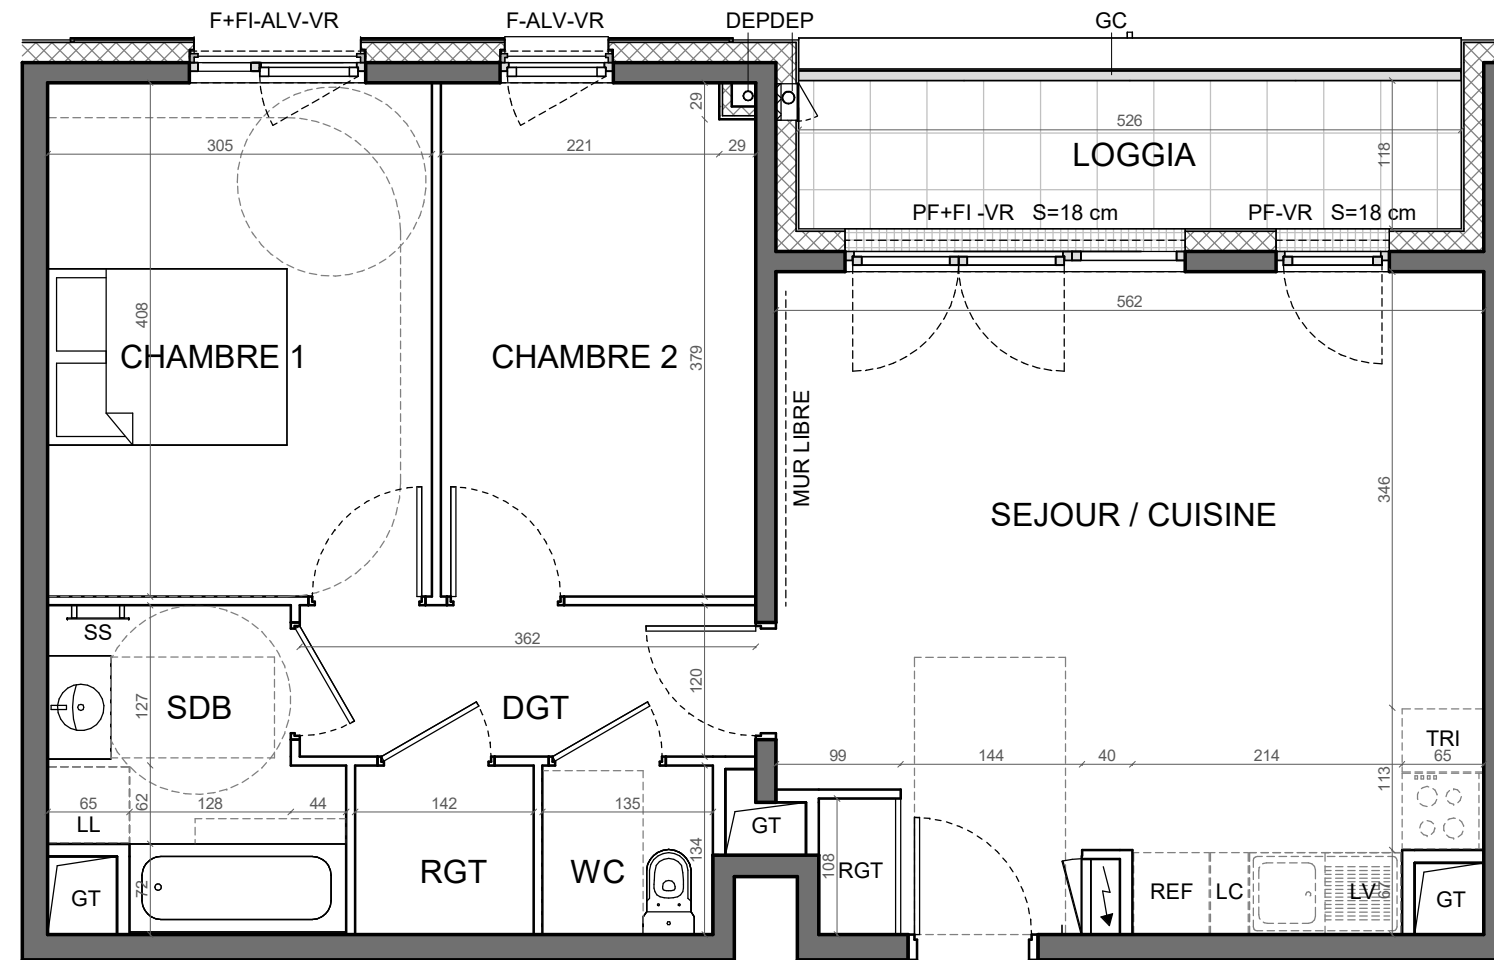 F+FI-ALV-VR
F-ALV-VR
DEPDEP
GC
29
526
305
221
29
LOGGIA
118
PF+FI -VR S=18 cm
PF-VR S=18 cm
562
408
CHAMBRE 1
CHAMBRE 2
379
MUR LIBRE
346
SEJOUR / CUISINE
SS
362
120
127
SDB
DGT
TRI
99
144
40
214
65
113
65
62
128
44
142
135
LL
GT
134
108
72
GT
RGT
WC
RGT
REF
LC
LV
67
GT